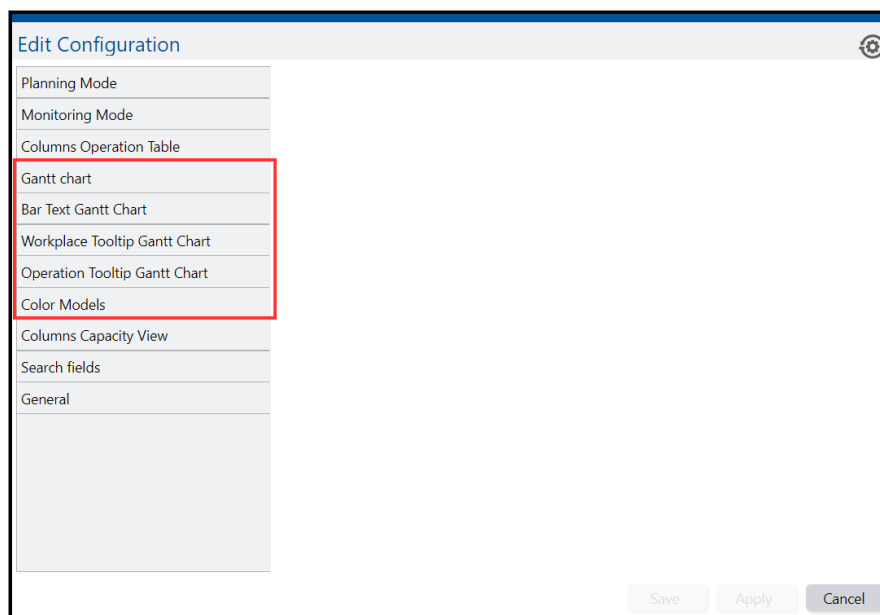 Edit Configuration
Planning Mode
Monitoring Mode
Columns Operation Table
Gantt chart
Bar Text Gantt Chart
Workplace Tooltip Gantt Chart
Operation Tooltip Gantt Chart
Color Models
Columns Capacity View
Search fields
General
Save Apply Cancel